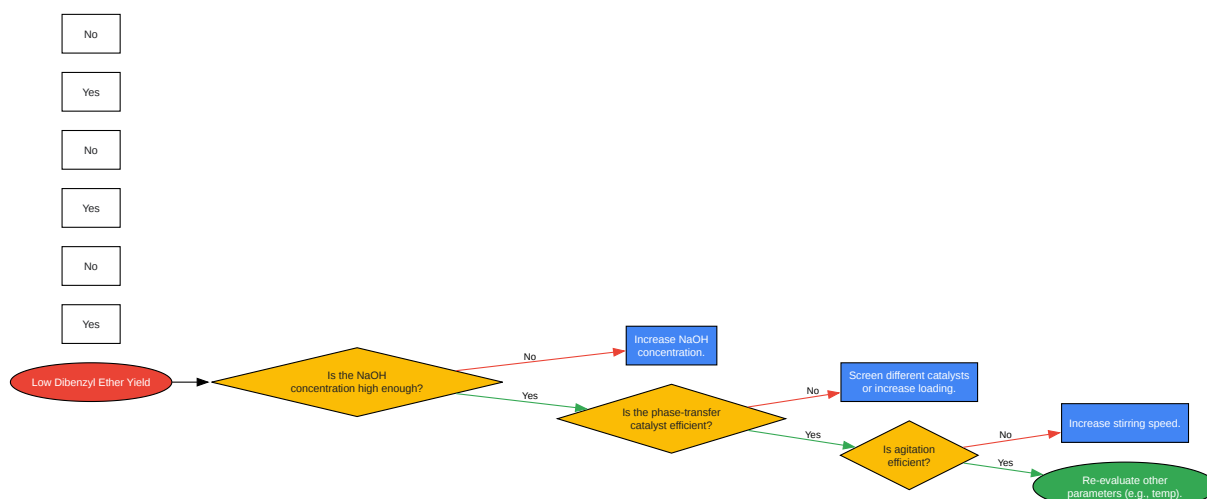 No
Yes
No
Yes
No
Yes
Low Dibenzyl Ether Yield
Is the NaOH
concentration high enough?
No
Increase NaOH
concentration.
Yes
Is the phase-transfer
catalyst efficient?
No
Screen different catalysts
or increase loading.
Yes
Is agitation
efficient?
No
Increase stirring speed.
Yes
Re-evaluate other
parameters (e.g., temp).